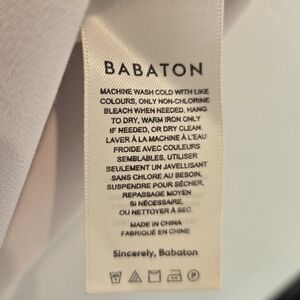 BABATON
MACHINE WASH COLD WITH LIKE
COLOURS, ONLY NON-CHLORINE
BLEACH WHEN NEEDED, HANG
TO DRY, WARM IRON ONLY
IF NEEDED, OR DRY CLEAN.
LAVER À LA MACHINE À L'EAU
FROIDE AVEC COULEURS
SEMBLABLES, UTILISER
SEULEMENT UN JAVELLISANT
SANS CHLORE AU BESOIN,
SUSPENDRE POUR SÉCHER,
REPASSAGE MOYEN
SI NÉCESSAIRE,
OU NETTOYER À SEC.
MADE IN CHINA
FABRIQUÉ EN CHINE
Sincerely, Babaton